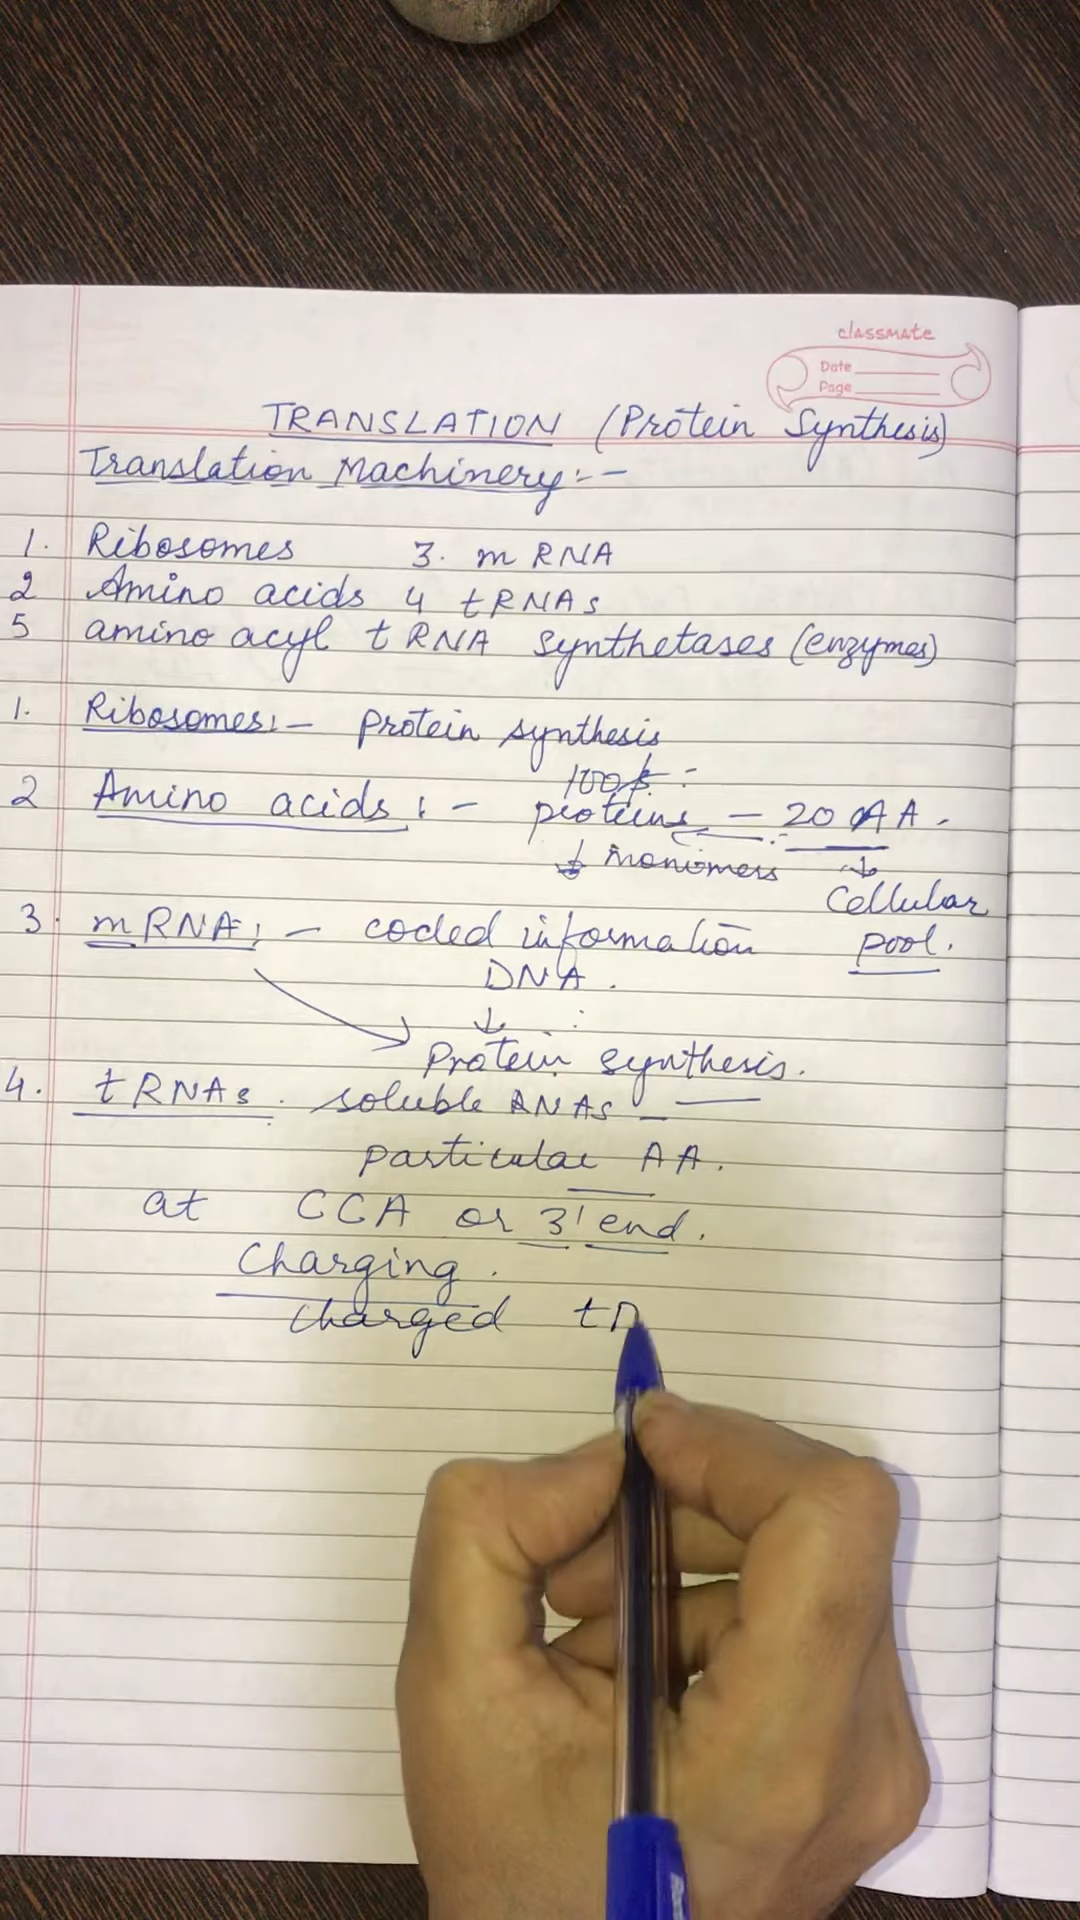 classmate
Date
Page
TRANSLATION (Protein Synthesis)
Translation Machinery:-
1. Ribosomes 3. mRNA
2 Amino acids 4 tRNAs
5 amino acyl tRNA synthetases (enzymes)
1. Ribosomes:- Protein synthesis
100
2 Amino acids:- proteins - 20 AA.
↓ monomers ↓
Cellular
3. mRNA:- coded information pool.
DNA.
↓
Protein synthesis.
4. tRNAs. soluble RNAs -
particular AA.
at CCA or 3' end.
Charging.
Charged t